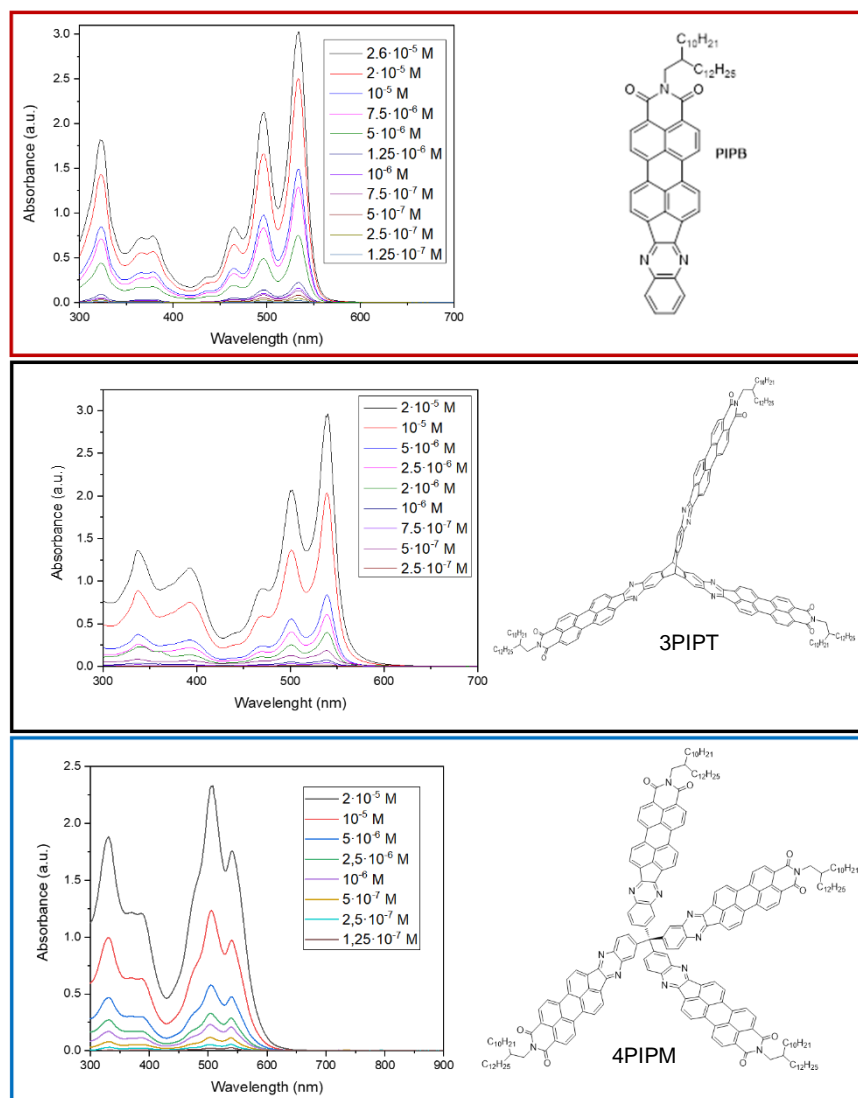 3.0
2.5
2.0
1.5
1.0
0.5
0.0
Absorbance (a.u.)
300 400 500 600 700
Wavelength (nm)
2.6·10⁻⁵ M
2·10⁻⁵ M
10⁻⁵ M
7.5·10⁻⁶ M
5·10⁻⁶ M
1.25·10⁻⁶ M
10⁻⁶ M
7.5·10⁻⁷ M
5·10⁻⁷ M
2.5·10⁻⁷ M
1.25·10⁻⁷ M
C₁₀H₂₁
C₁₂H₂₅
O N O
PIPB
N N
3.0
2.5
2.0
1.5
1.0
0.5
0.0
Absorbance (a.u.)
300 400 500 600 700
Wavelenght (nm)
2·10⁻⁵ M
10⁻⁵ M
5·10⁻⁶ M
2.5·10⁻⁶ M
2·10⁻⁶ M
10⁻⁶ M
7.5·10⁻⁷ M
5·10⁻⁷ M
2.5·10⁻⁷ M
C₁₀H₂₁
C₁₂H₂₅
O N
O
N
N
N N
N N
C₁₀H₂₁
C₁₂H₂₅
O N O
O N O
C₁₀H₂₁
C₁₂H₂₅
3PIPT
2.5
2.0
1.5
1.0
0.5
0.0
Absorbance (a.u.)
300 400 500 600 700 800 900
Wavelength (nm)
2·10⁻⁵ M
10⁻⁵ M
5·10⁻⁶ M
2,5·10⁻⁶ M
10⁻⁶ M
5·10⁻⁷ M
2,5·10⁻⁷ M
1,25·10⁻⁷ M
C₁₀H₂₁
C₁₂H₂₅
O N O
N N
C₁₀H₂₁
C₁₂H₂₅
O N O
N N
N N
N N
O N O
C₁₀H₂₁
C₁₂H₂₅
O N O
C₁₀H₂₁
C₁₂H₂₅
4PIPM